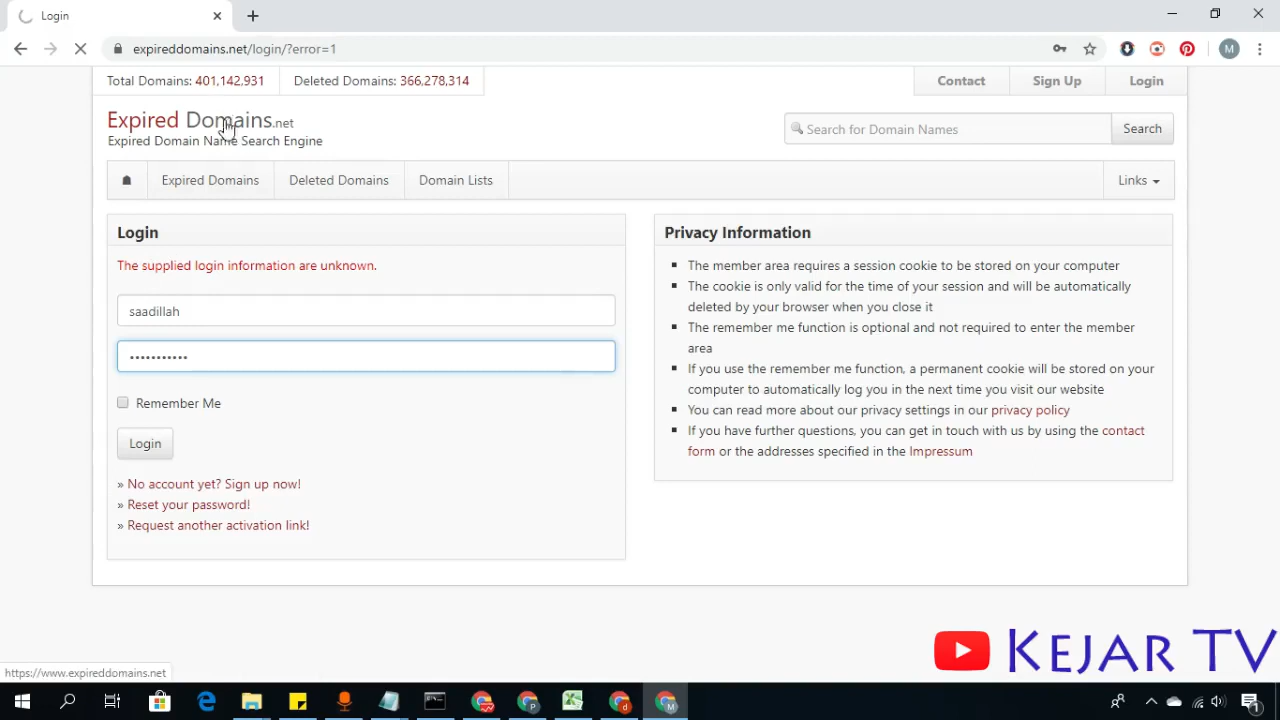 Login
expireddomains.net/login/?error=1
M
Total Domains: 401,142,931
Deleted Domains: 366,278,314
Contact
Sign Up
Login
Expired Domains.net
Expired Domain Name Search Engine
Search for Domain Names
Search
Expired Domains
Deleted Domains
Domain Lists
Links
Login
The supplied login information are unknown.
saadillah
•••••••••••
Remember Me
Login
» No account yet? Sign up now!
» Reset your password!
» Request another activation link!
Privacy Information
The member area requires a session cookie to be stored on your computer
The cookie is only valid for the time of your session and will be automatically
deleted by your browser when you close it
The remember me function is optional and not required to enter the member
area
If you use the remember me function, a permanent cookie will be stored on your
computer to automatically log you in the next time you visit our website
You can read more about our privacy settings in our privacy policy
If you have further questions, you can get in touch with us by using the contact
form or the addresses specified in the Impressum
KEJAR TV
https://www.expireddomains.net